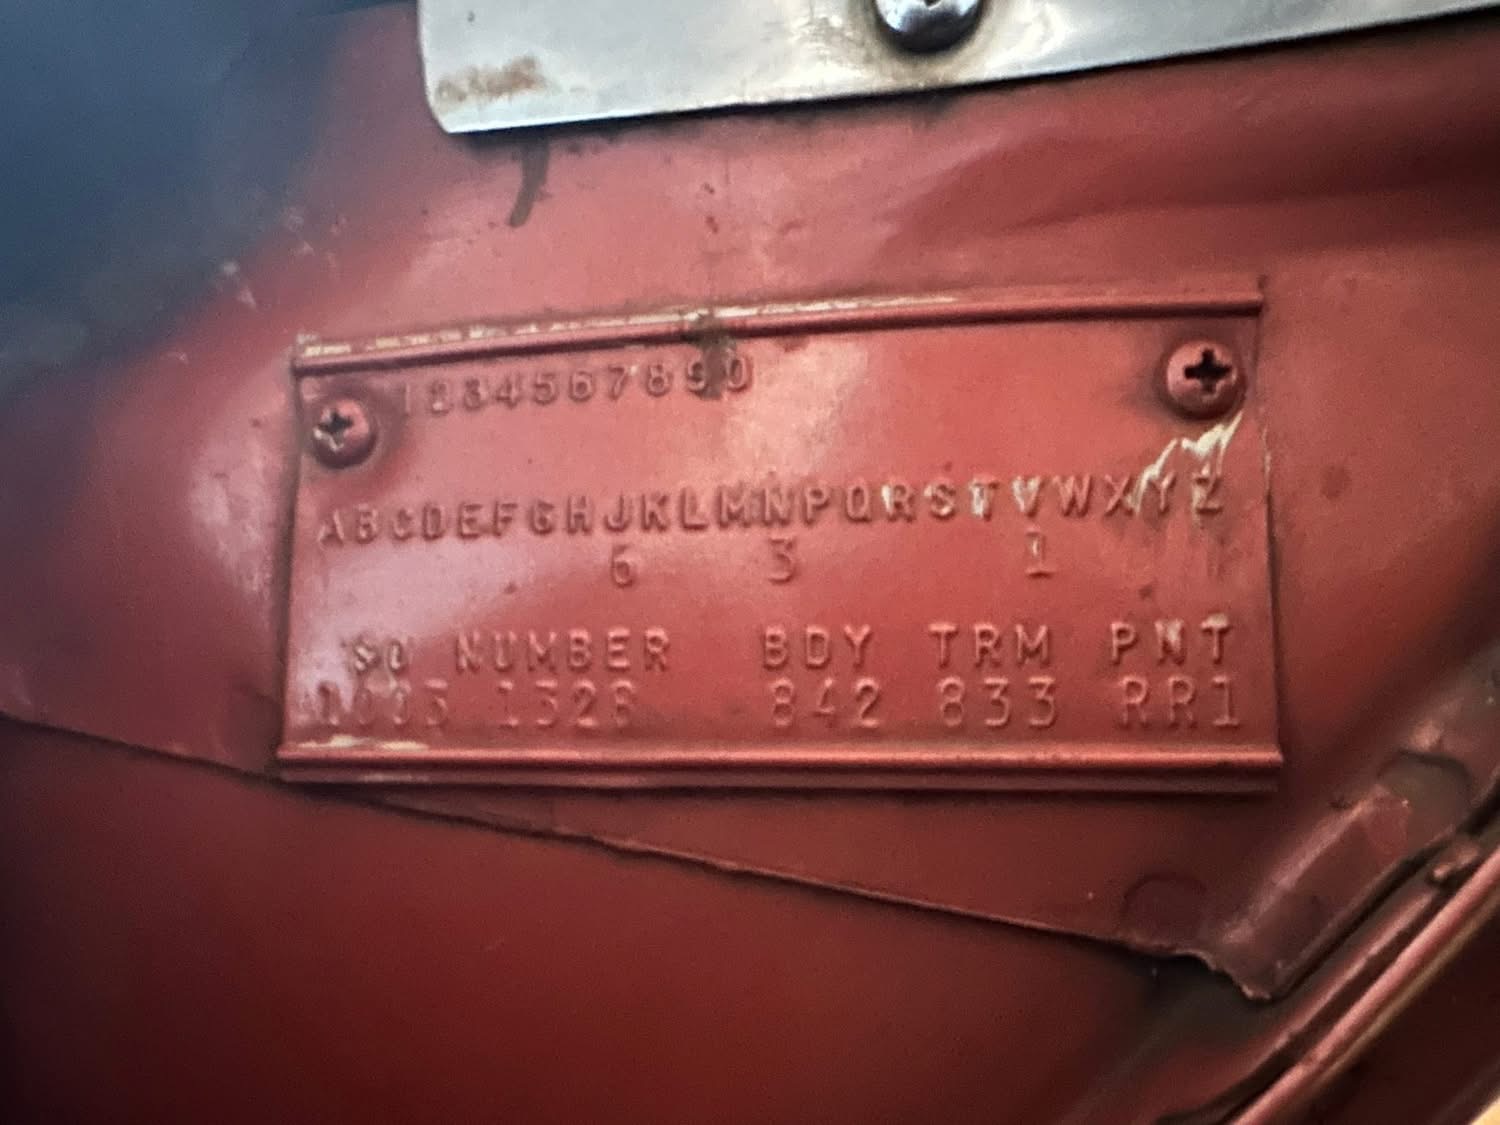 1234567890
ABCDEFGHJKLMNPQRSTVWXYZ
6 3 1
SO NUMBER BDY TRM PNT
842 833 RR1